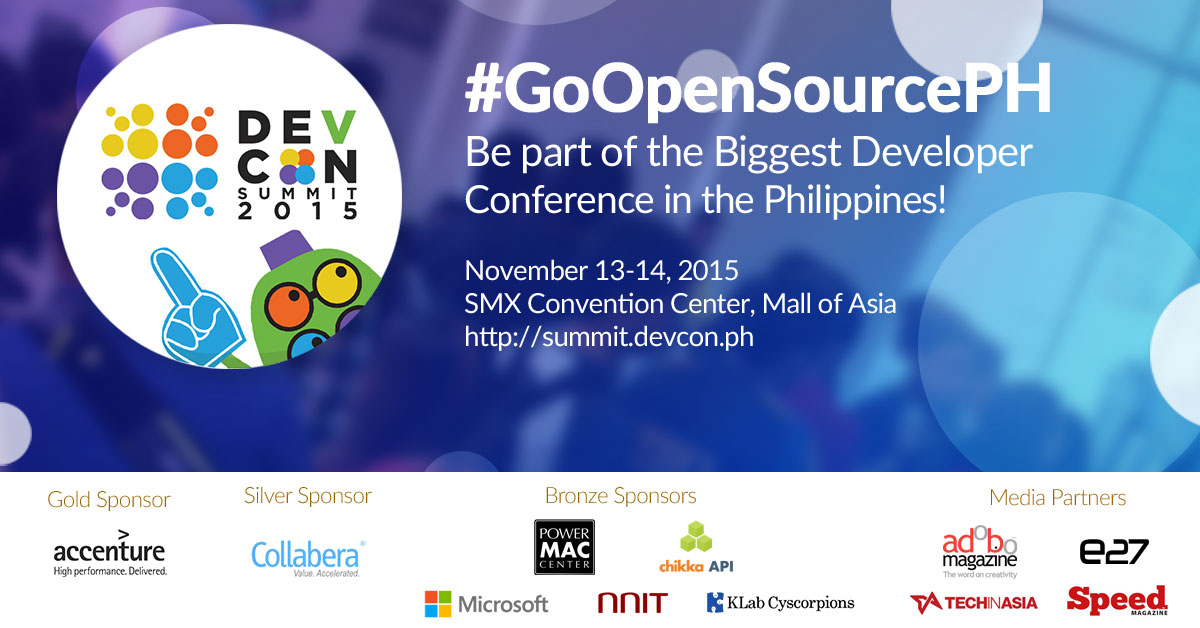 DEV
CON
SUMMIT
2015
#GoOpenSourcePH
Be part of the Biggest Developer
Conference in the Philippines!
November 13-14, 2015
SMX Convention Center, Mall of Asia
http://summit.devcon.ph
Gold Sponsor
accenture
High performance. Delivered.
Silver Sponsor
Collabera®
Value. Accelerated.
Bronze Sponsors
POWER
MAC
CENTER
chikka API
Microsoft
NNIT
KLab Cyscorpions
Media Partners
adobo
magazine
The word on creativity
e27
TECHINASIA
Speed
MAGAZINE